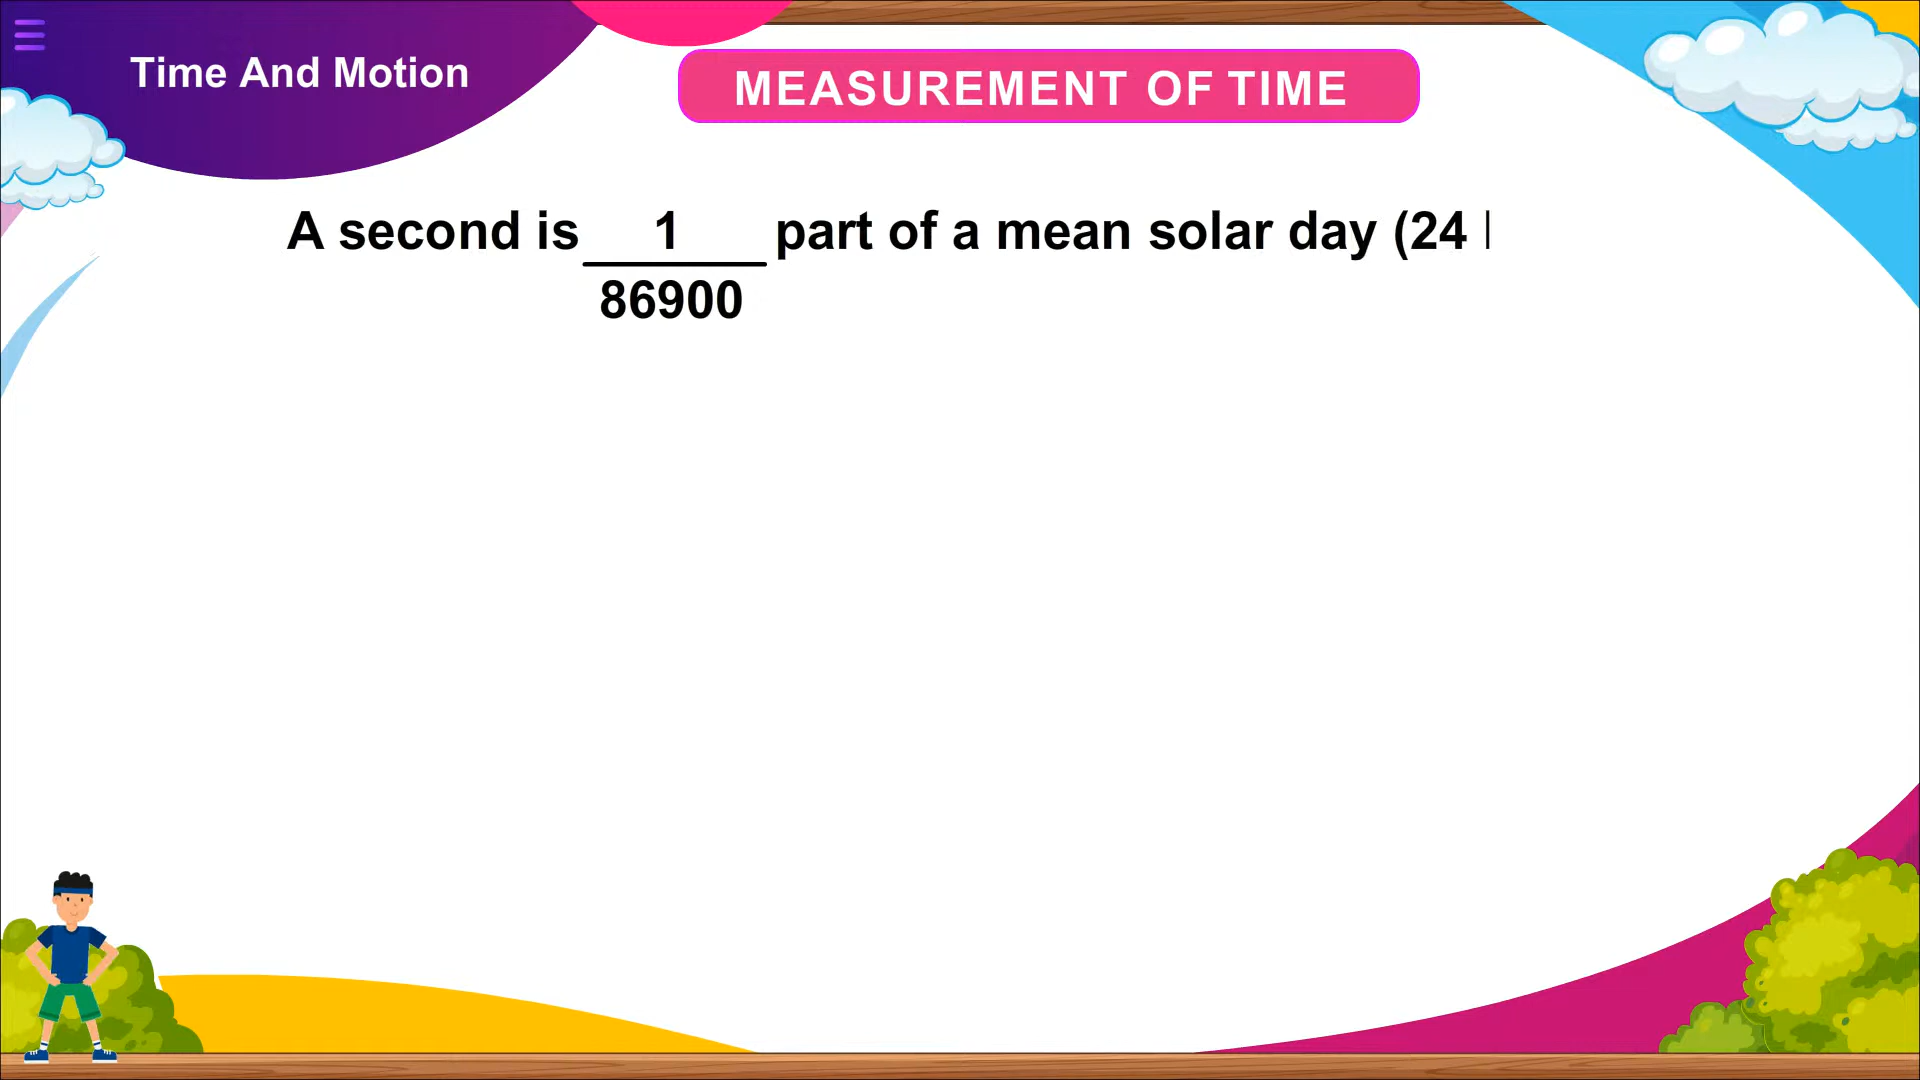 Time And Motion
MEASUREMENT OF TIME
A second is 1 part of a mean solar day (24
86900